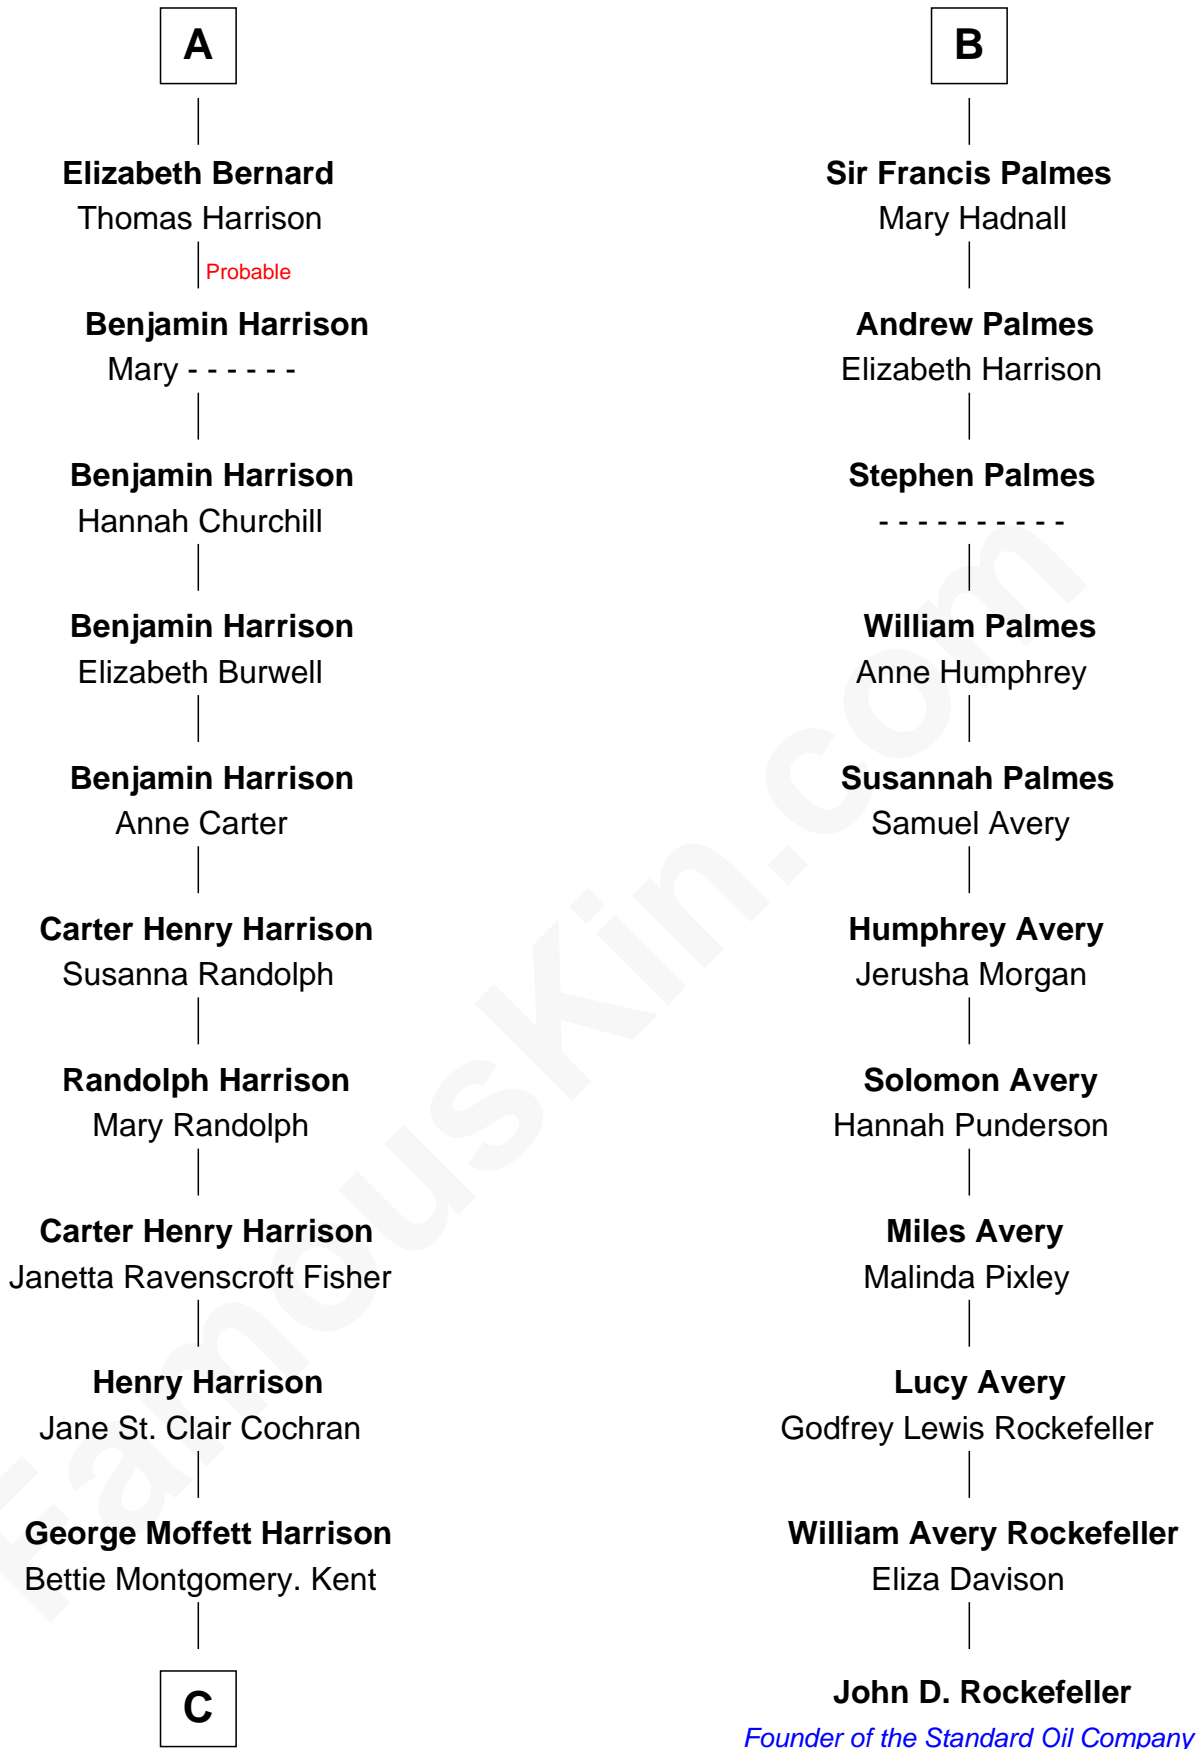 A
Elizabeth Bernard
Thomas Harrison
Probable
Benjamin Harrison
Mary - - - - - -
Benjamin Harrison
Hannah Churchill
Benjamin Harrison
Elizabeth Burwell
Benjamin Harrison
Anne Carter
Carter Henry Harrison
Susanna Randolph
Randolph Harrison
Mary Randolph
Carter Henry Harrison
Janetta Ravenscroft Fisher
Henry Harrison
Jane St. Clair Cochran
George Moffett Harrison
Bettie Montgomery. Kent
C
B
Sir Francis Palmes
Mary Hadnall
Andrew Palmes
Elizabeth Harrison
Stephen Palmes
- - - - - - - - - -
William Palmes
Anne Humphrey
Susannah Palmes
Samuel Avery
Humphrey Avery
Jerusha Morgan
Solomon Avery
Hannah Punderson
Miles Avery
Malinda Pixley
Lucy Avery
Godfrey Lewis Rockefeller
William Avery Rockefeller
Eliza Davison
John D. Rockefeller
Founder of the Standard Oil Company
FamousKin.com